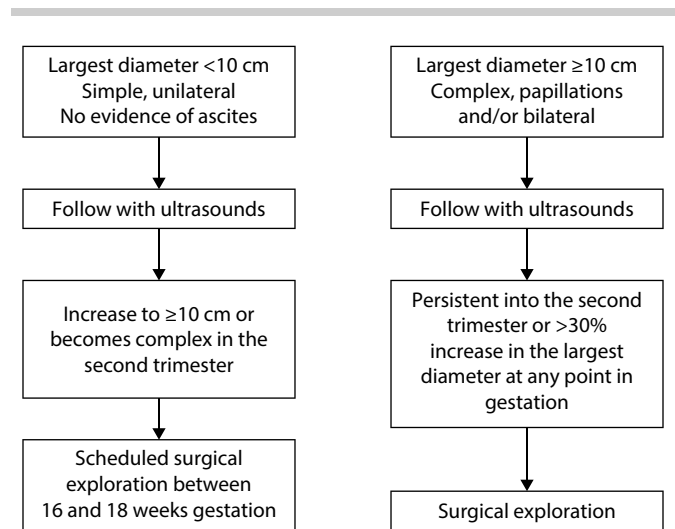 Largest diameter <10 cm
Simple, unilateral
No evidence of ascites
Follow with ultrasounds
Increase to ≥10 cm or
becomes complex in the
second trimester
Scheduled surgical
exploration between
16 and 18 weeks gestation
Largest diameter ≥10 cm
Complex, papillations
and/or bilateral
Follow with ultrasounds
Persistent into the second
trimester or >30%
increase in the largest
diameter at any point in
gestation
Surgical exploration